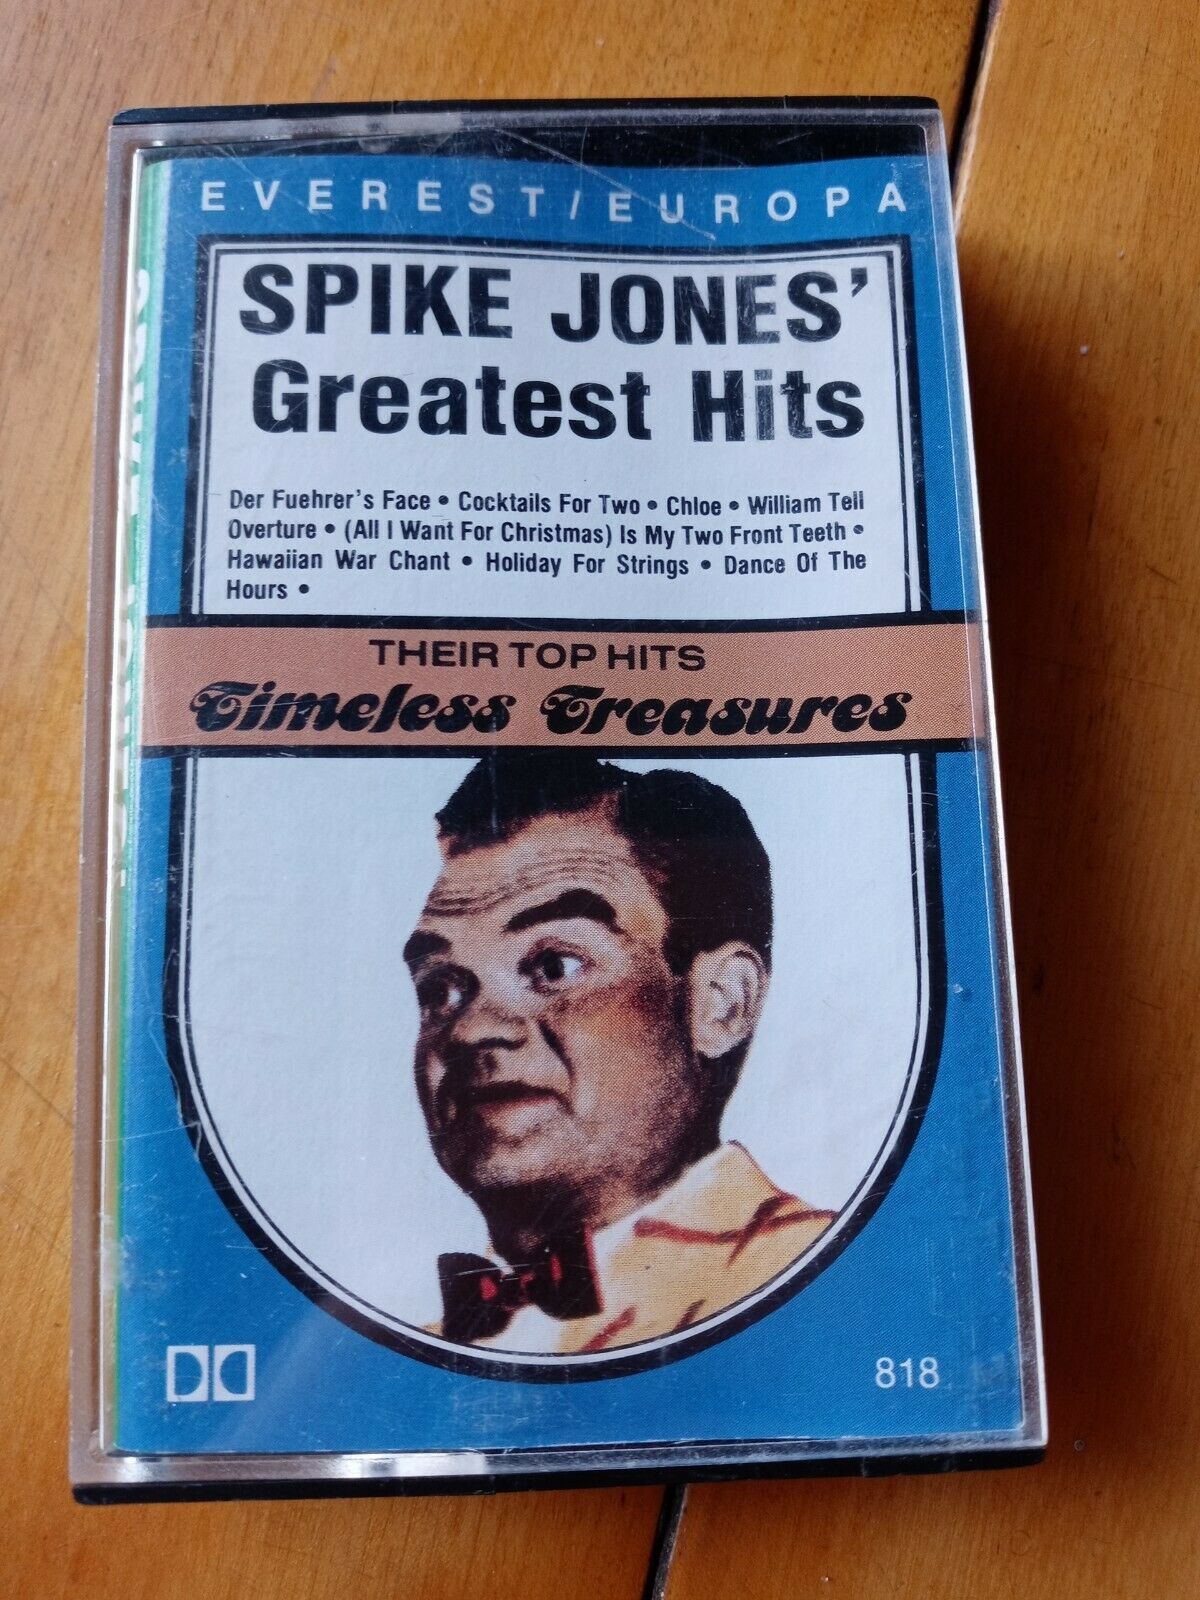 EVEREST/EUROPA
SPIKE JONES'
Greatest Hits
Der Fuehrer's Face • Cocktails For Two • Chloe • William Tell
Overture • (All I Want For Christmas) Is My Two Front Teeth •
Hawaiian War Chant • Holiday For Strings • Dance Of The
Hours •
THEIR TOP HITS
Timeless Treasures
818